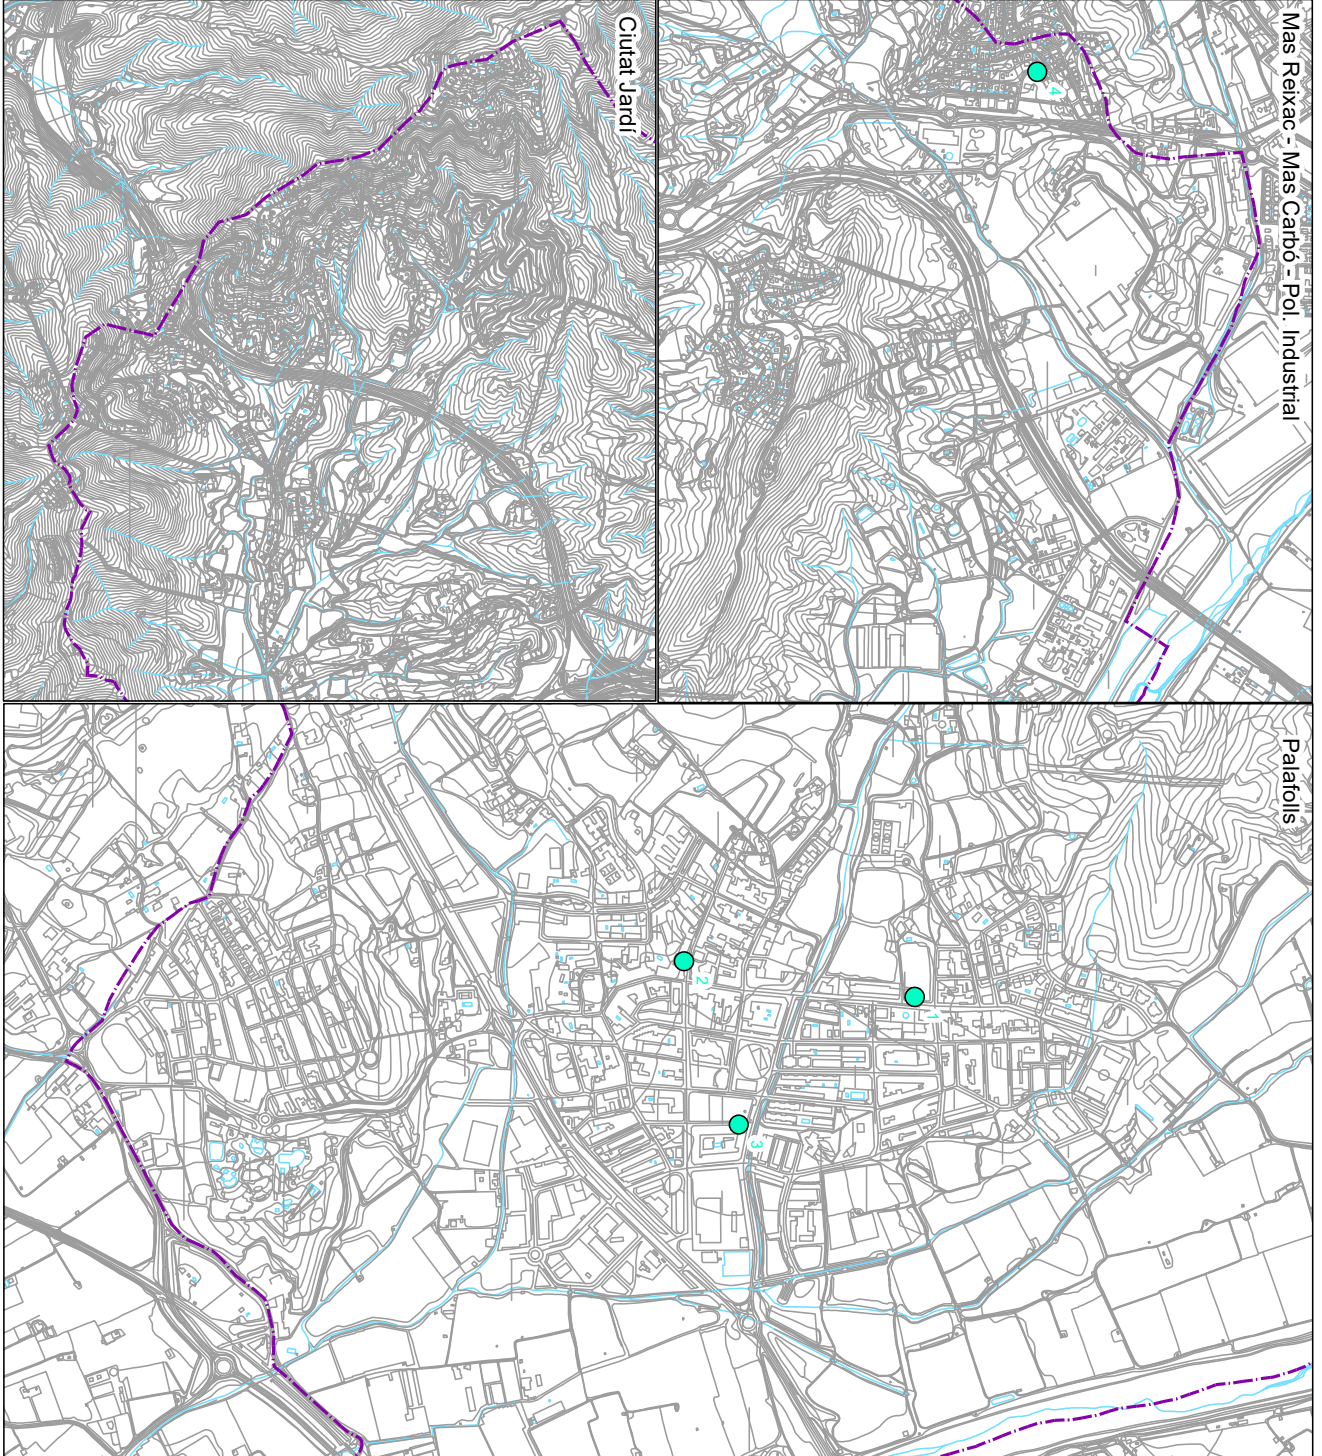 Ciutat Jardí
Mas Reixac - Mas Carbó - Pol. Industrial
4
Palafolls
1
2
3